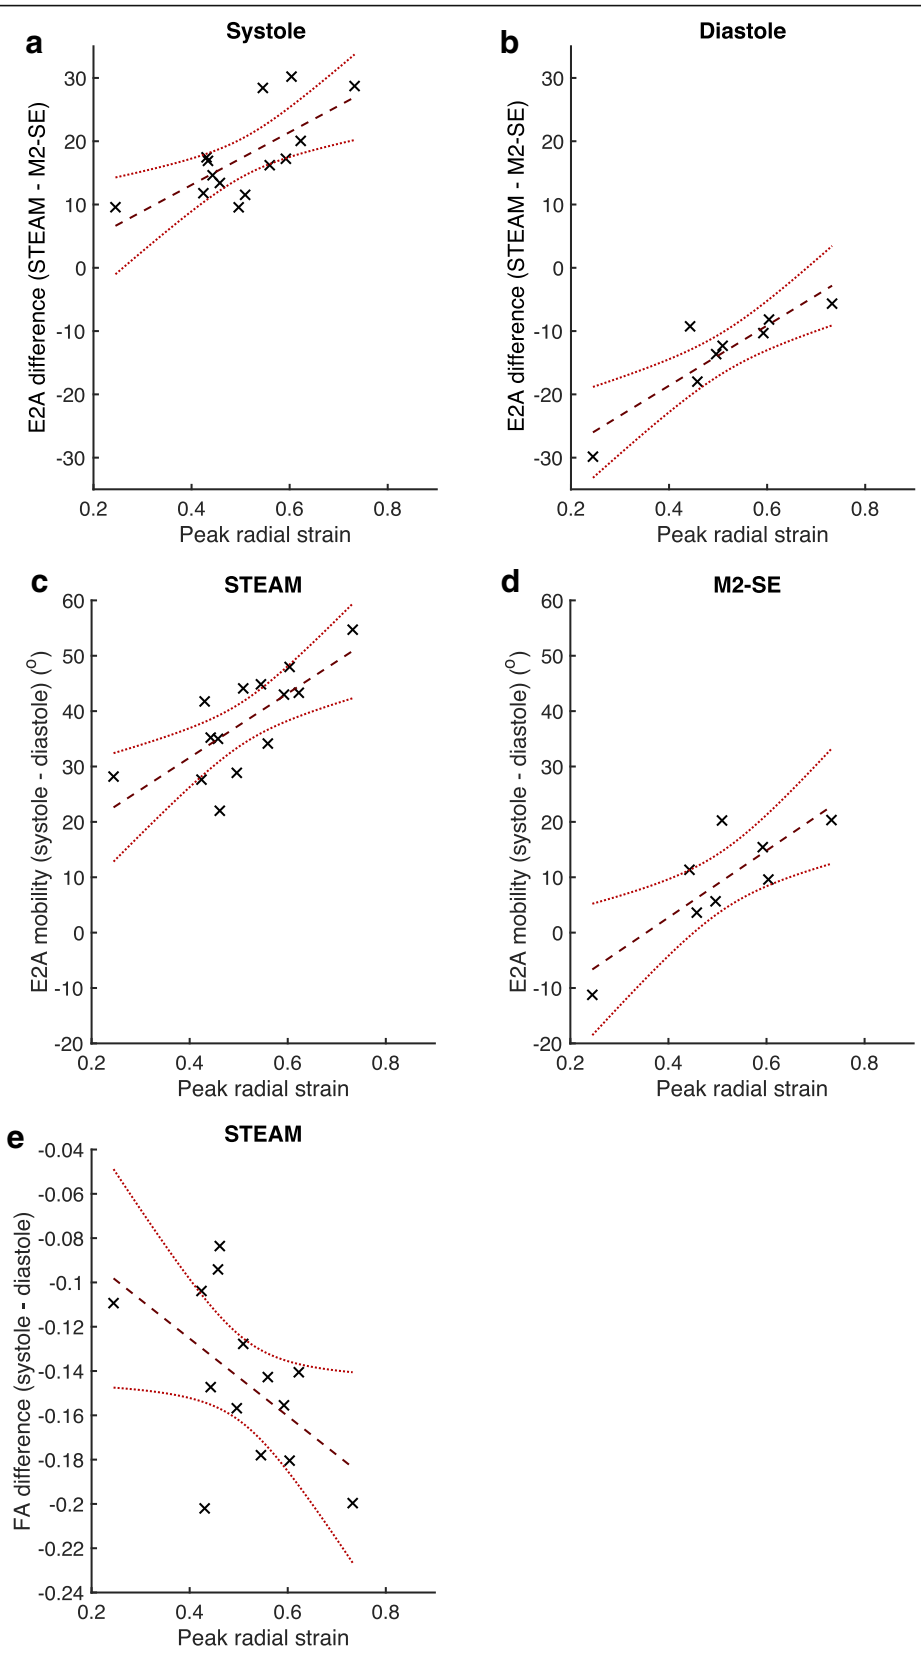 a
Systole
30
20
10
0
-10
-20
-30
0.2 0.4 0.6 0.8
Peak radial strain
E2A difference (STEAM - M2-SE)
b
Diastole
30
20
10
0
-10
-20
-30
0.2 0.4 0.6 0.8
Peak radial strain
E2A difference (STEAM - M2-SE)
c
STEAM
60
50
40
30
20
10
0
-10
-20
0.2 0.4 0.6 0.8
Peak radial strain
E2A mobility (systole - diastole) (º)
d
M2-SE
60
50
40
30
20
10
0
-10
-20
0.2 0.4 0.6 0.8
Peak radial strain
E2A mobility (systole - diastole) (º)
e
STEAM
-0.04
-0.06
-0.08
-0.1
-0.12
-0.14
-0.16
-0.18
-0.2
-0.22
-0.24
0.2 0.4 0.6 0.8
Peak radial strain
FA difference (systole - diastole)